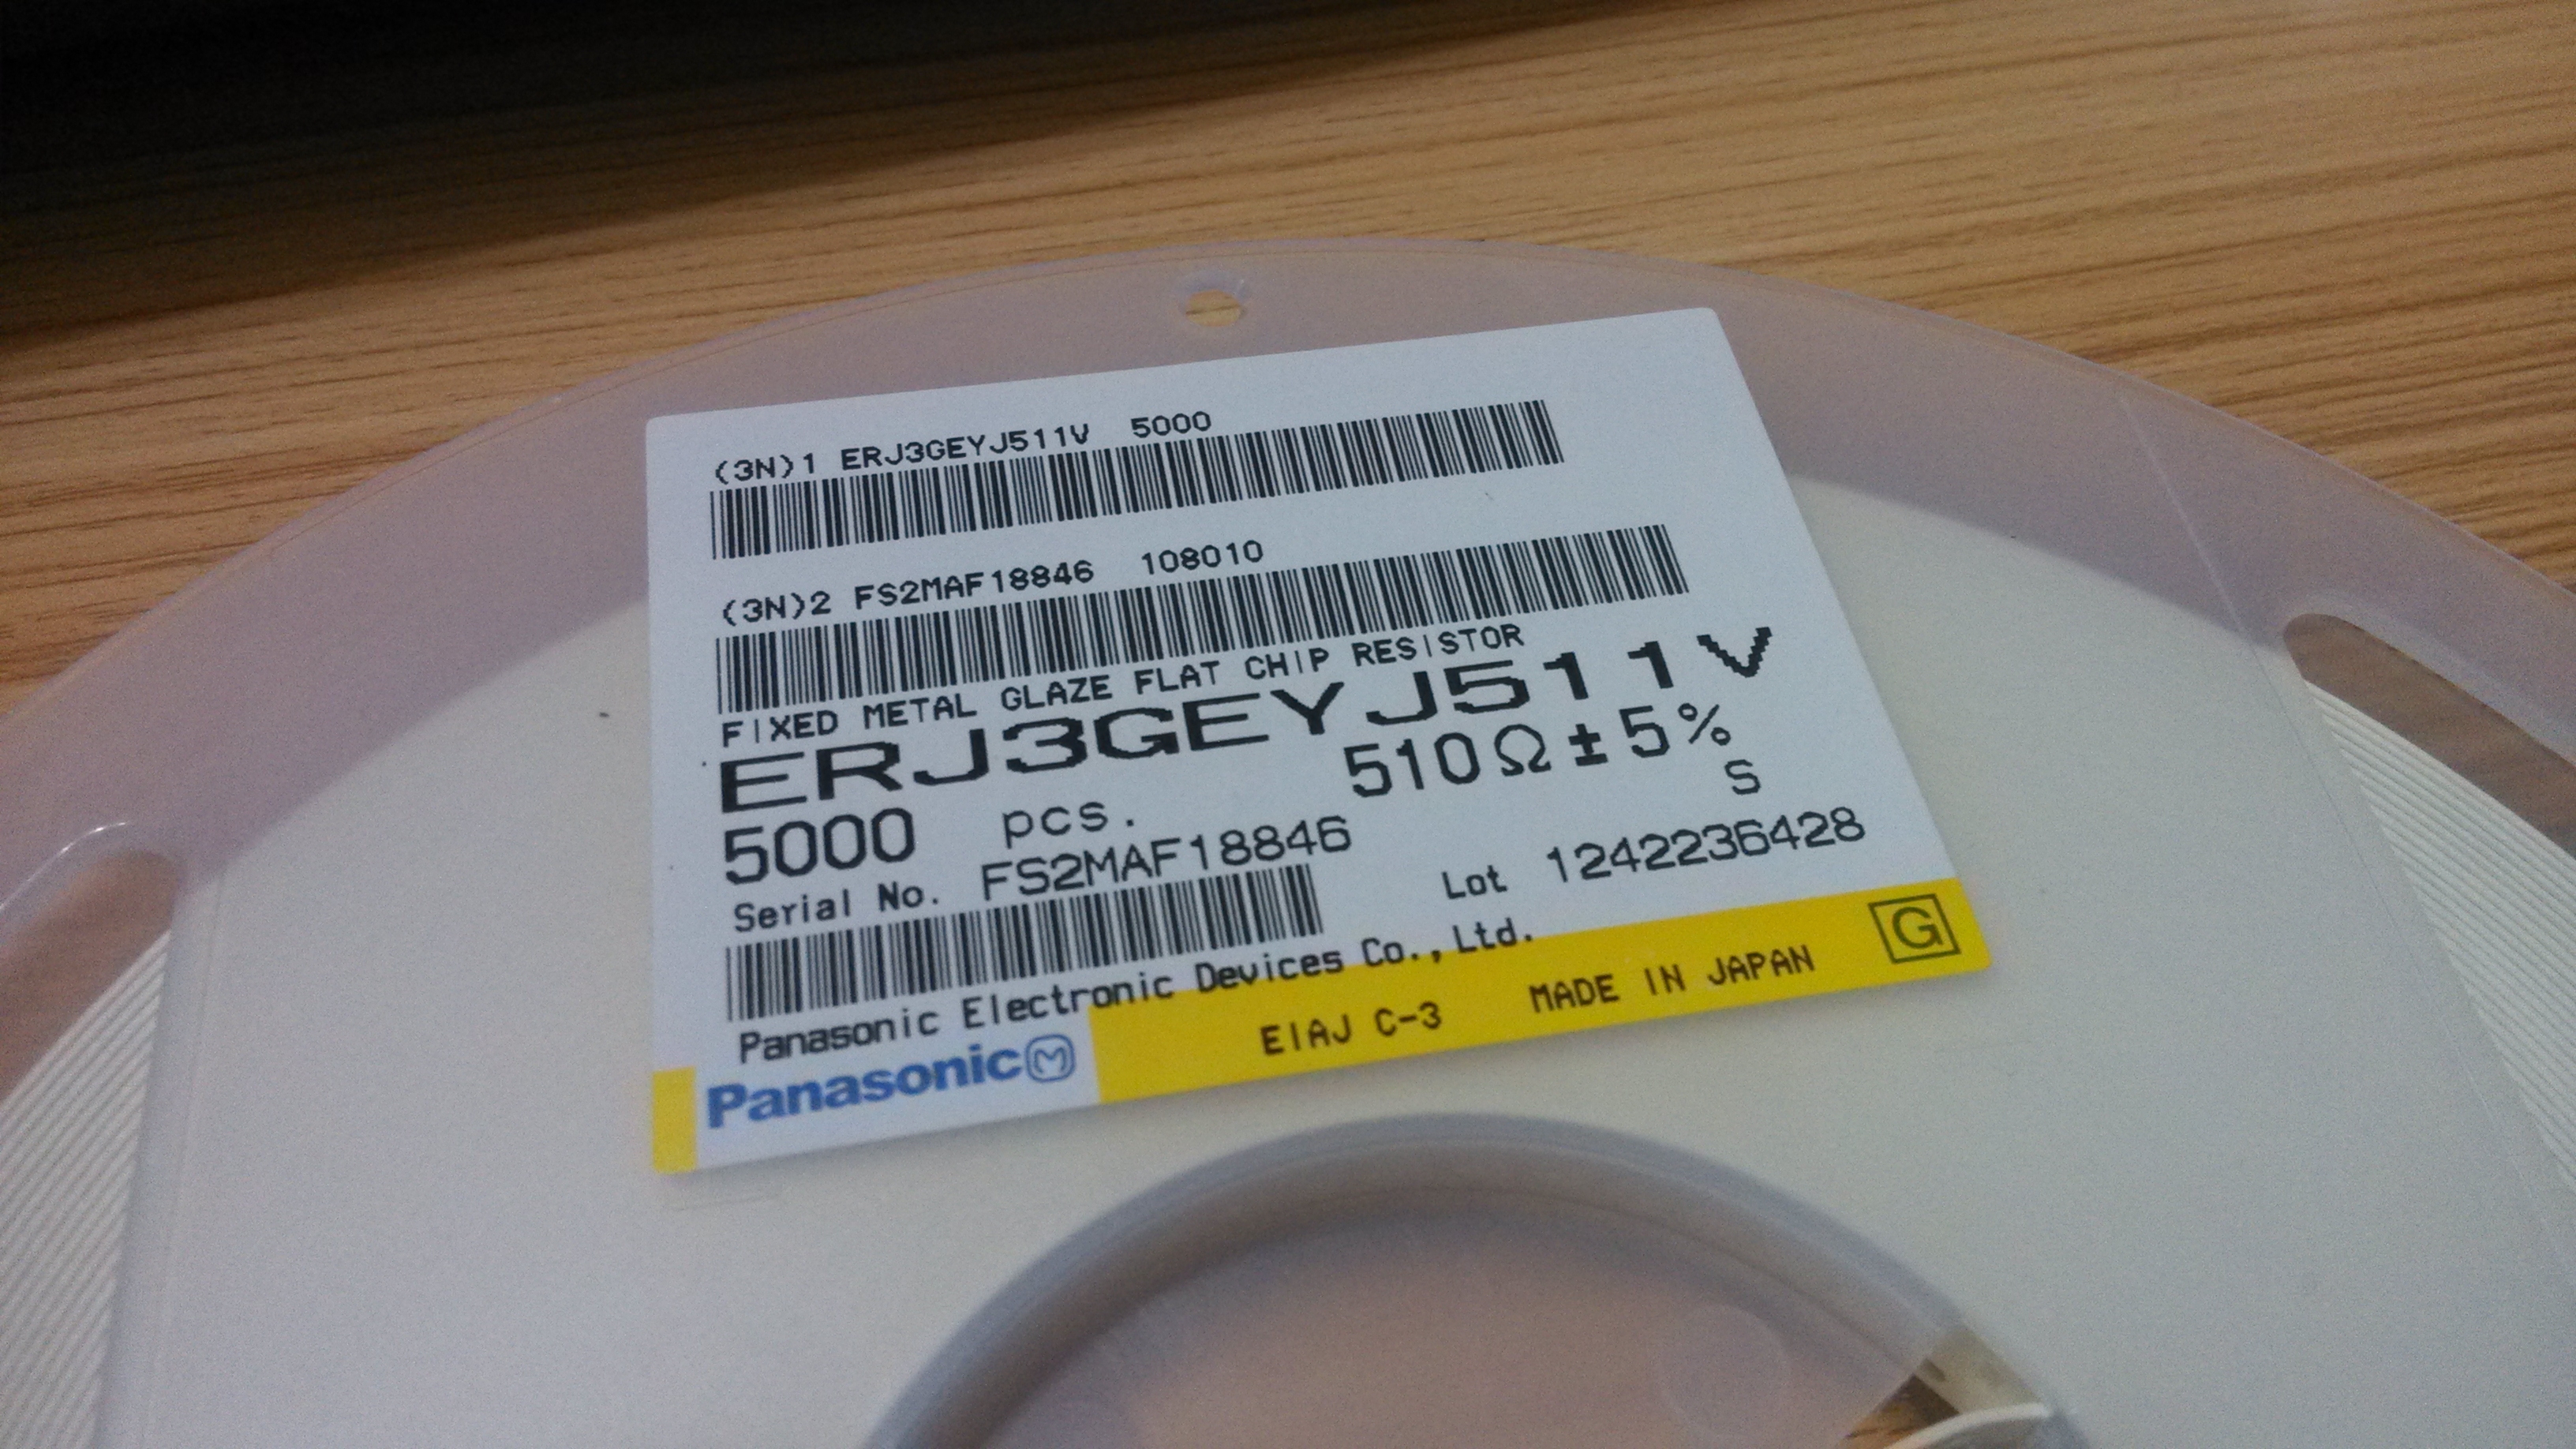 (3N)1 ERJ3GEYJ511V 5000
(3N)2 FS2MAF18846 108010
FIXED METAL GLAZE FLAT CHIP RESISTOR
ERJ3GEYJ511V
5000 pcs. 510Ω±5%
S
Serial No. FS2MAF18846 Lot 1242236428
Panasonic Electronic Devices Co.,Ltd.
Panasonic M EIAJ C-3 MADE IN JAPAN G